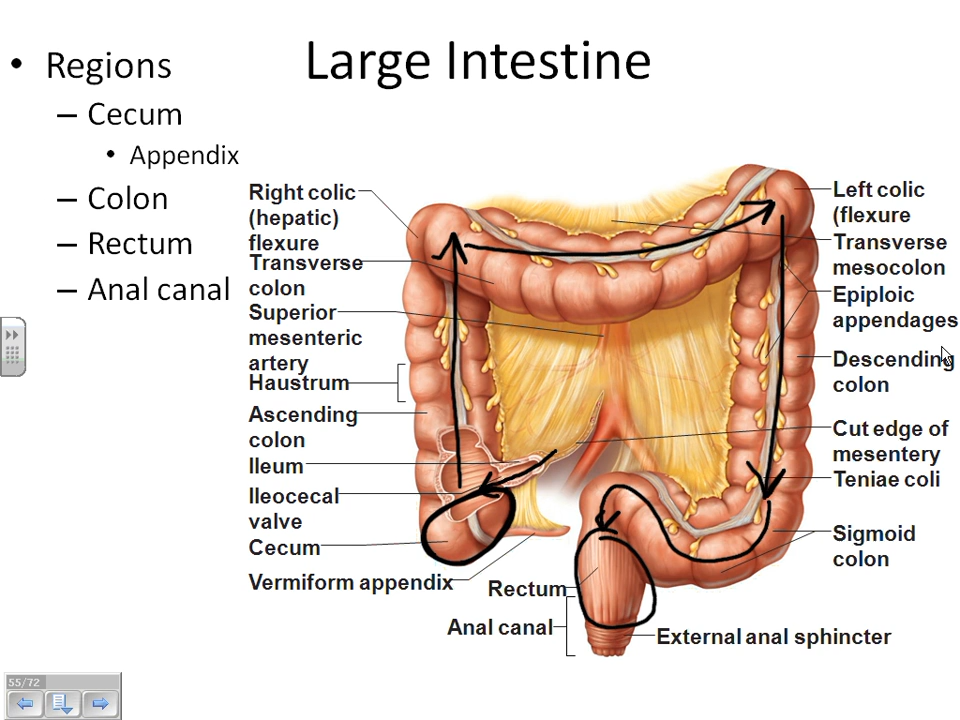 Large Intestine
• Regions
– Cecum
• Appendix
– Colon
– Rectum
– Anal canal
Right colic
(hepatic)
flexure
Transverse
colon
Superior
mesenteric
artery
Haustrum
Ascending
colon
Ileum
Ileocecal
valve
Cecum
Vermiform appendix
Rectum
Anal canal
Left colic
(flexure
Transverse
mesocolon
Epiploic
appendages
Descending
colon
Cut edge of
mesentery
Teniae coli
Sigmoid
colon
External anal sphincter
55/72